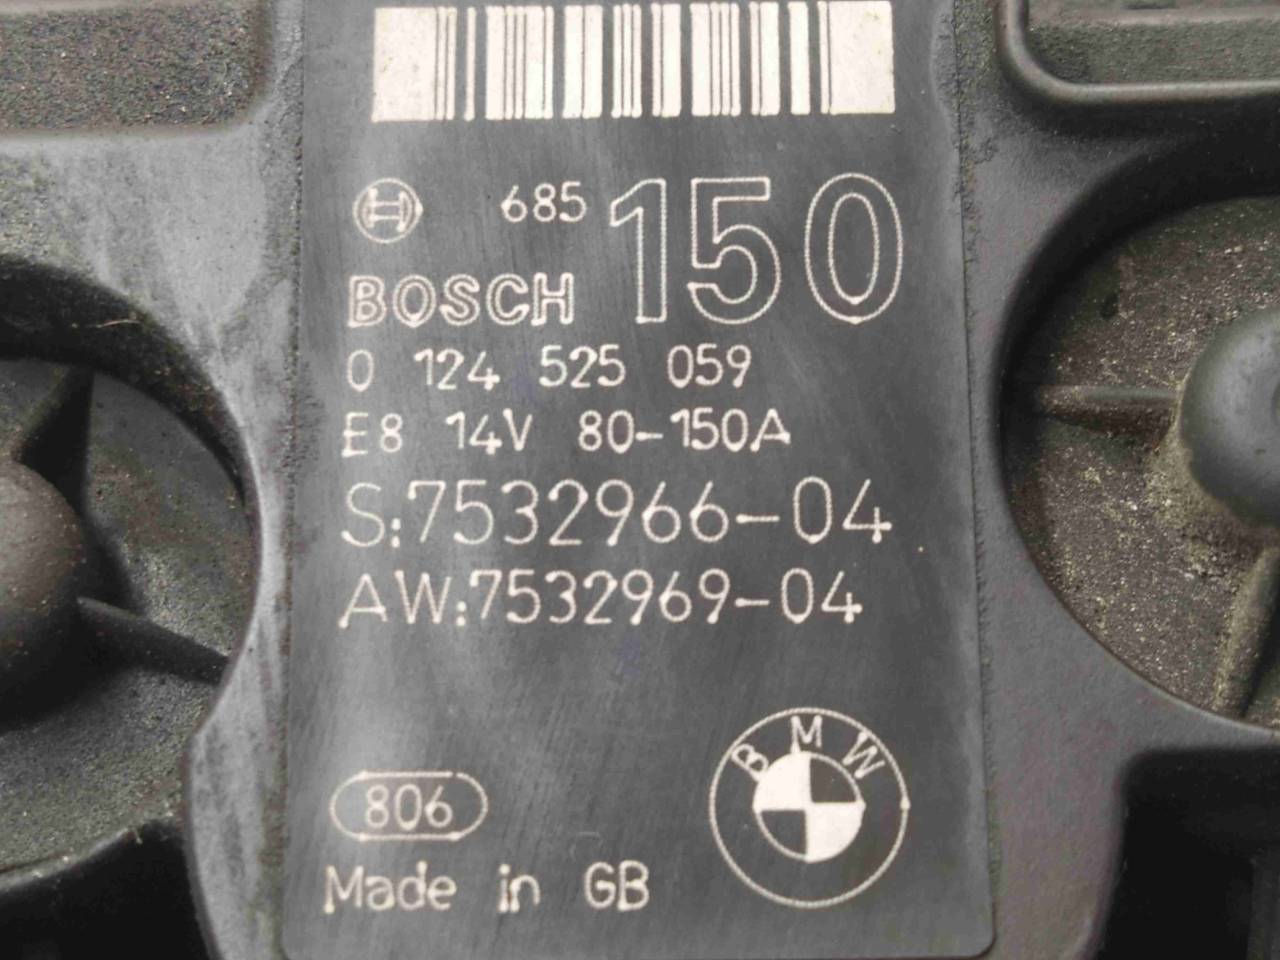 685 150
BOSCH
0 124 525 059
E8 14V 80-150A
S:7532966-04
AW:7532969-04
806
BMW
Made in GB